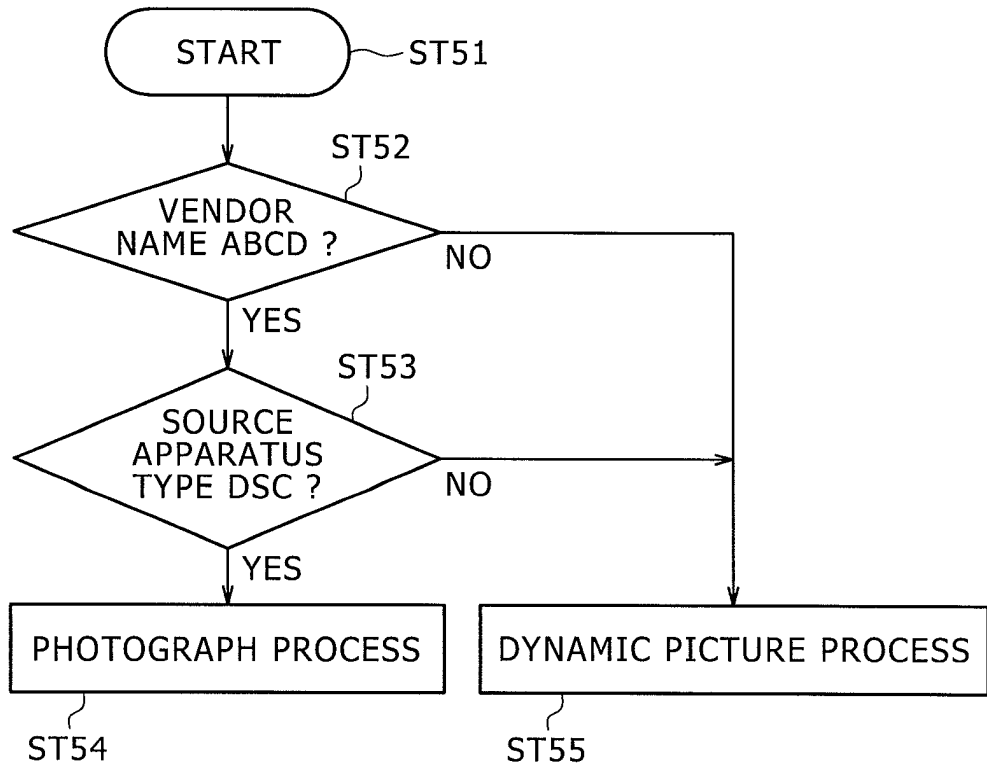 START
ST51
ST52
VENDOR
NAME ABCD ?
NO
YES
ST53
SOURCE
APPARATUS
TYPE DSC ?
NO
YES
PHOTOGRAPH PROCESS
DYNAMIC PICTURE PROCESS
ST54
ST55